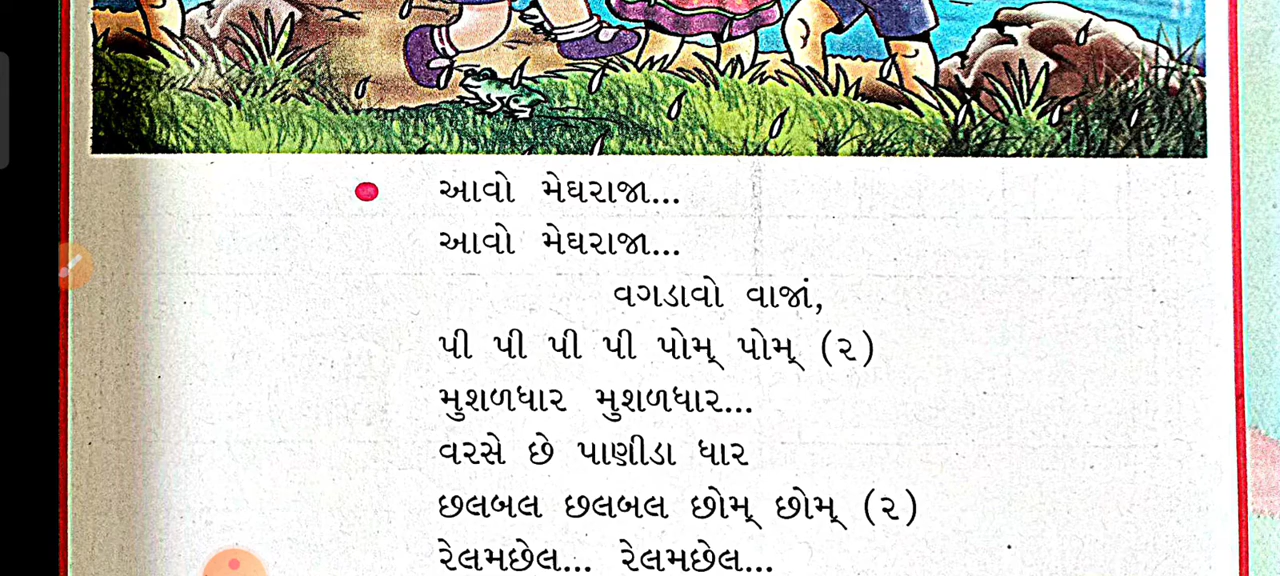 આવો મેઘરાજા...
આવો મેઘરાજા...
વગડાવો વાજાં,
પી પી પી પી પોમ્ પોમ્ (૨)
મુશળધાર મુશળધાર...
વરસે છે પાણીડા ધાર
છલબલ છલબલ છોમ્ છોમ્ (૨)
રેલમછેલ... રેલમછેલ...